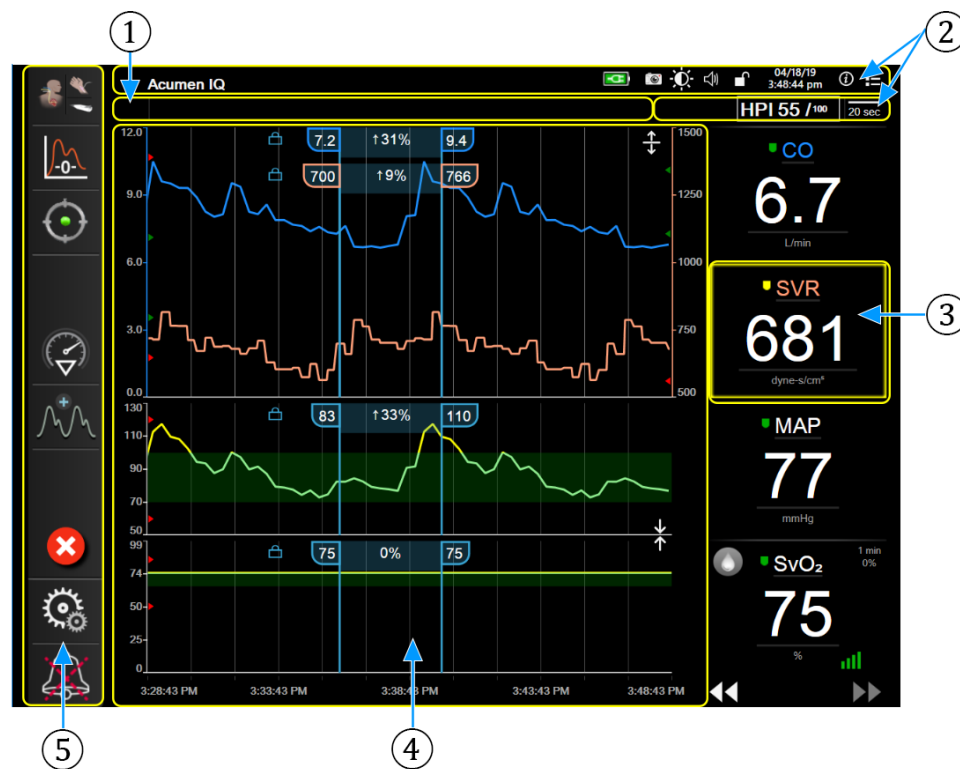 1
2
Acumen IQ
04/18/19
3:48:44 pm
HPI 55 /100
20 sec
12.0
9.0
6.0
3.0
0.0
7.2 ↑31% 9.4
700 ↑9% 766
1500
1250
1000
750
500
-0-
CO
6.7
L/min
SVR
681
dyne-s/cm⁵
3
130
110
90
70
50
83 ↑33% 110
MAP
77
mmHg
99
74
50
25
0
75 0% 75
SvO₂
1 min
0%
75
%
3:28:43 PM 3:33:43 PM 3:38:43 PM 3:43:43 PM 3:48:43 PM
5
4